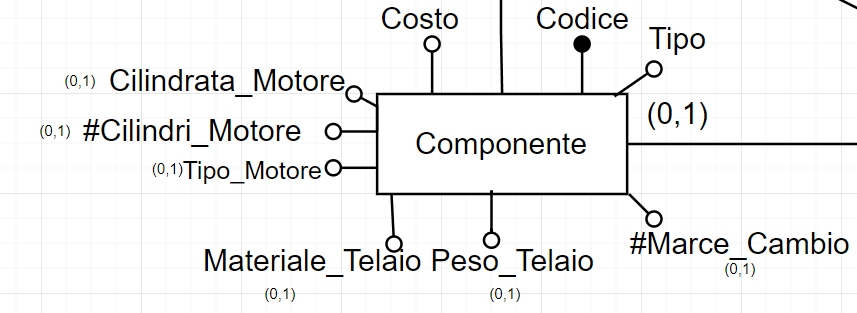 Costo
Codice
Tipo
(0,1) Cilindrata_Motore
(0,1)
(0,1) #Cilindri_Motore
Componente
(0,1)Tipo_Motore
#Marce_Cambio
(0,1)
Materiale_Telaio
Peso_Telaio
(0,1)
(0,1)